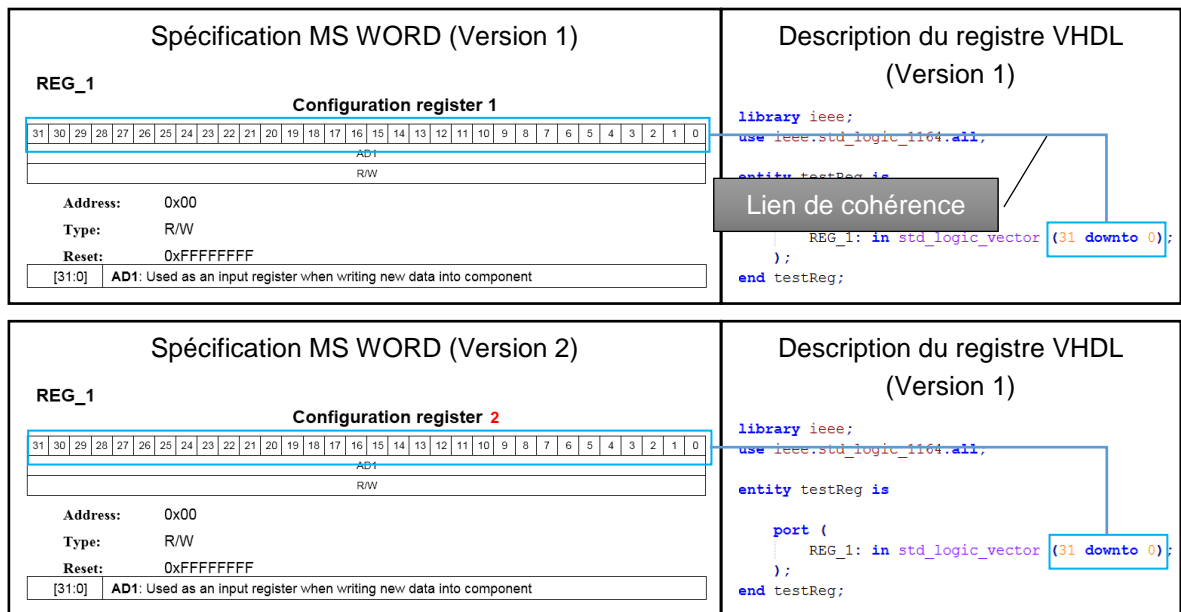 Spécification MS WORD (Version 1)
REG_1
Configuration register 1
31 30 29 28 27 26 25 24 23 22 21 20 19 18 17 16 15 14 13 12 11 10 9 8 7 6 5 4 3 2 1 0
AD1
R/W
Address: 0x00
Type: R/W
Reset: 0xFFFFFFFF
[31:0] AD1: Used as an input register when writing new data into component
Description du registre VHDL
(Version 1)
library ieee;
use ieee.std_logic_1164.all;
entity testReg is
Lien de cohérence
REG_1: in std_logic_vector (31 downto 0);
);
end testReg;
Spécification MS WORD (Version 2)
REG_1
Configuration register 2
31 30 29 28 27 26 25 24 23 22 21 20 19 18 17 16 15 14 13 12 11 10 9 8 7 6 5 4 3 2 1 0
AD1
R/W
Address: 0x00
Type: R/W
Reset: 0xFFFFFFFF
[31:0] AD1: Used as an input register when writing new data into component
Description du registre VHDL
(Version 1)
library ieee;
use ieee.std_logic_1164.all;
entity testReg is
port (
REG_1: in std_logic_vector (31 downto 0);
);
end testReg;